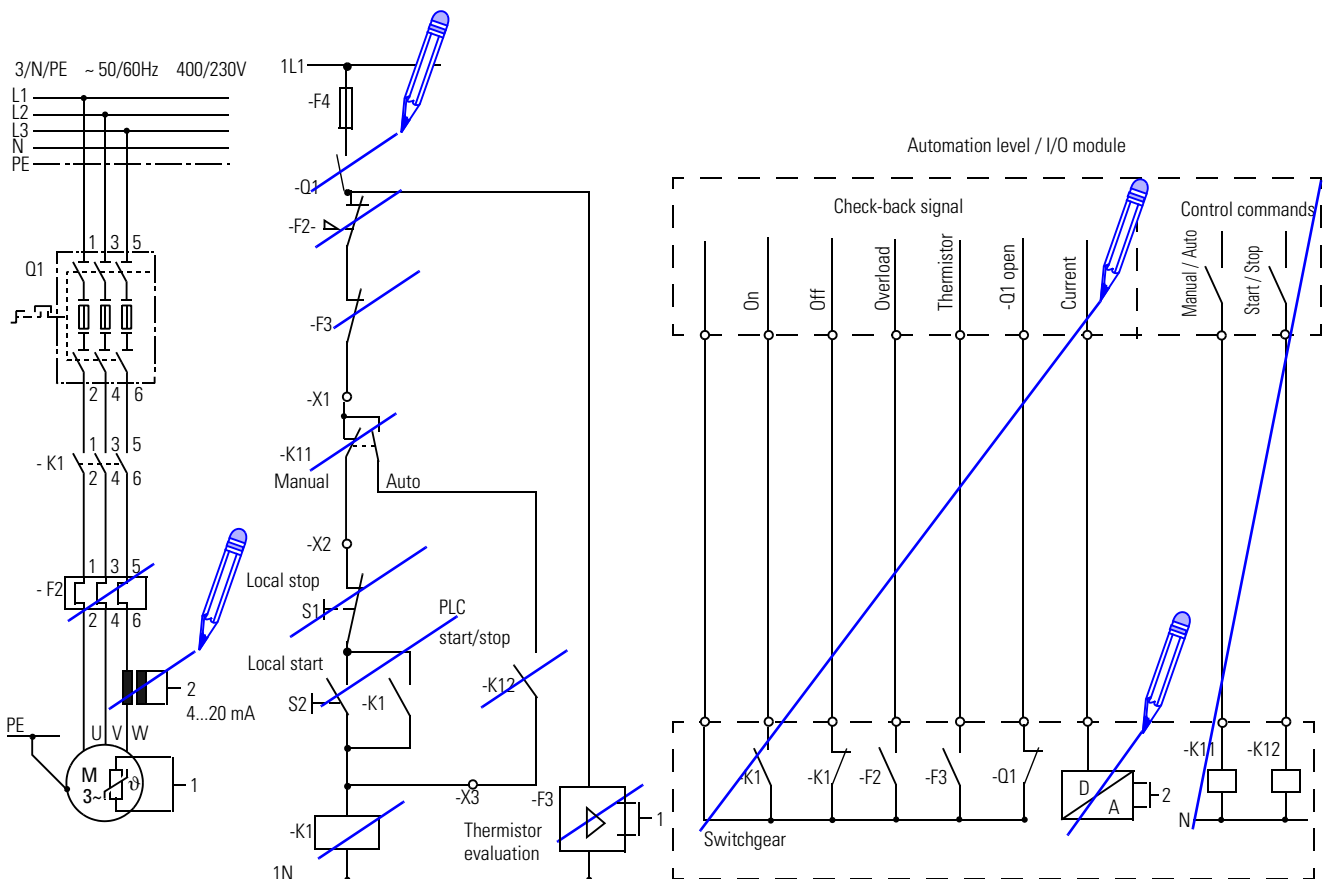 3/N/PE ~ 50/60Hz 400/230V
L1
L2
L3
N
PE
1 3 5
Q1
2 4 6
1 3 5
- K1
2 4 6
1 3 5
- F2
2 4 6
2
4...20 mA
PE
U V W
M
3~
ϑ
1
1L1
-F4
-Q1
-F2-
-F3
-X1
-K11
Manual
Auto
-X2
Local stop
S1
PLC
start/stop
Local start
S2
-K1
-K12
-X3
-F3
-K1
Thermistor
evaluation
1
1N
Automation level / I/O module
Check-back signal
Control commands
On
Off
Overload
Thermistor
-Q1 open
Current
Manual / Auto
Start / Stop
-K1
-K1
-F2
-F3
-Q1
D
A
2
-K11
-K12
N
Switchgear